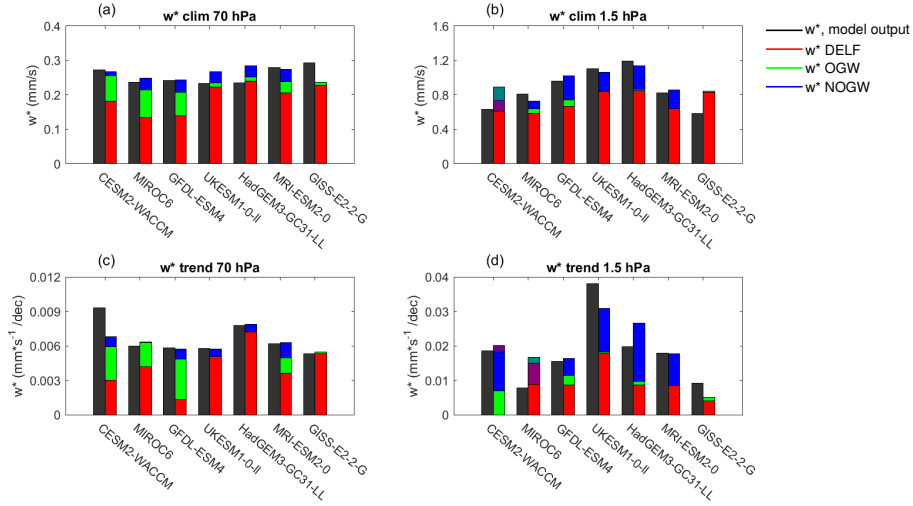 (a) w* clim 70 hPa
w* (mm/s)
0.4
0.3
0.2
0.1
0
CESM2-WACCM
MIROC6
GFDL-ESM4
UKESM1-0-ll
HadGEM3-GC31-LL
MRI-ESM2-0
GISS-E2-2-G
(b) w* clim 1.5 hPa
w* (mm/s)
1.6
1.2
0.8
0.4
0
CESM2-WACCM
MIROC6
GFDL-ESM4
UKESM1-0-ll
HadGEM3-GC31-LL
MRI-ESM2-0
GISS-E2-2-G
w*, model output
w* DELF
w* OGW
w* NOGW
(c) w* trend 70 hPa
w* (mm*s⁻¹ /dec)
0.012
0.009
0.006
0.003
0
CESM2-WACCM
MIROC6
GFDL-ESM4
UKESM1-0-ll
HadGEM3-GC31-LL
MRI-ESM2-0
GISS-E2-2-G
(d) w* trend 1.5 hPa
w* (mm*s⁻¹ /dec)
0.04
0.03
0.02
0.01
0
CESM2-WACCM
MIROC6
GFDL-ESM4
UKESM1-0-ll
HadGEM3-GC31-LL
MRI-ESM2-0
GISS-E2-2-G